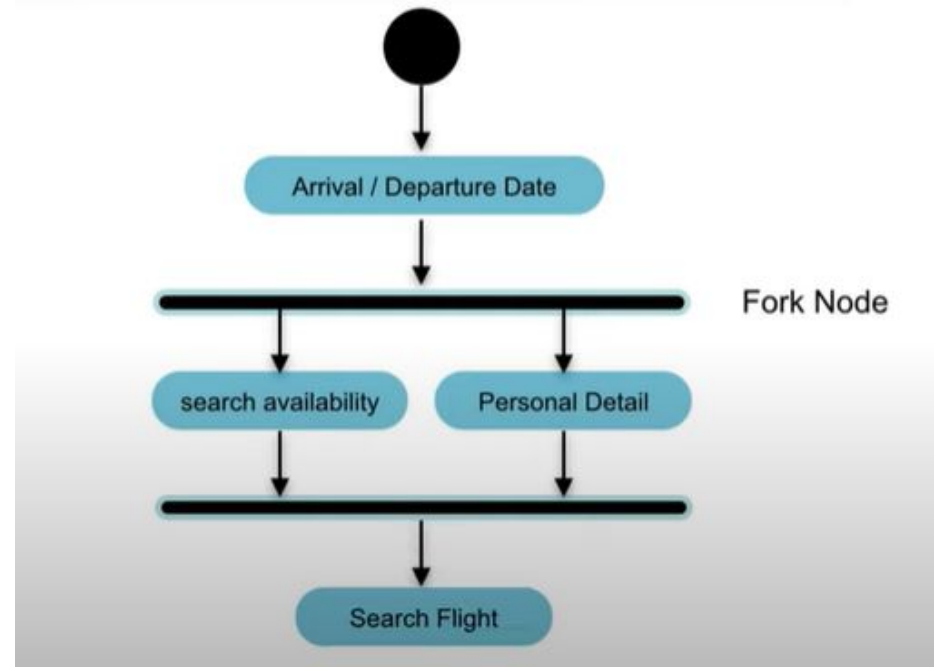 Arrival / Departure Date
Fork Node
search availability
Personal Detail
Search Flight